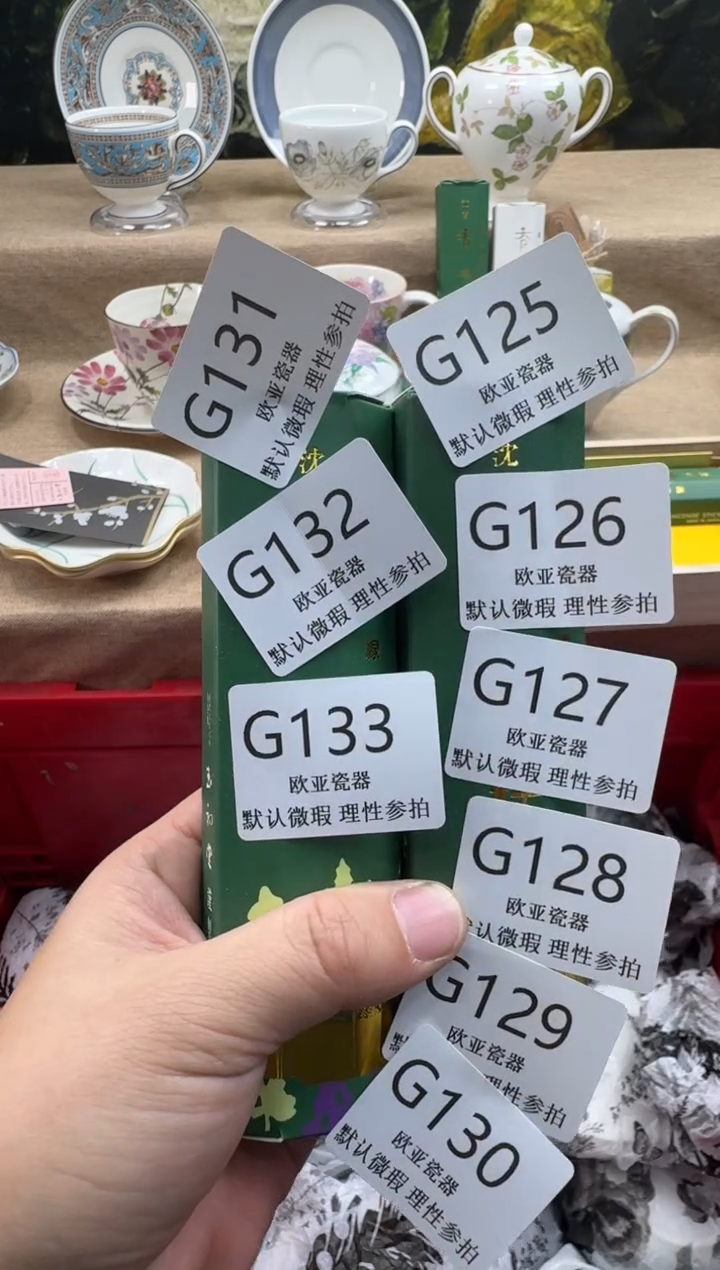 G131
欧亚瓷器
默认微瑕 理性参拍
G125
欧亚瓷器
默认微瑕 理性参拍
沈
沈
G132
欧亚瓷器
默认微瑕 理性参拍
G126
欧亚瓷器
默认微瑕 理性参拍
G133
欧亚瓷器
默认微瑕 理性参拍
G127
欧亚瓷器
默认微瑕 理性参拍
G128
欧亚瓷器
认微瑕 理性参拍
G129
欧亚瓷器
理性参拍
G130
欧亚瓷器
默认微瑕 理性参拍